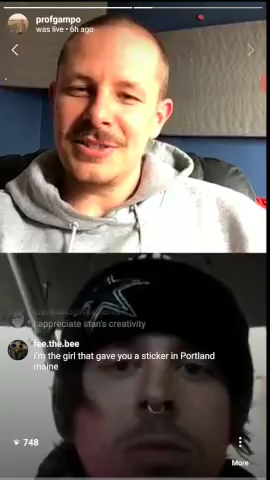 profgampo
was live • 6h ago
i appreciate stan's creativity
fee.the.bee
i'm the girl that gave you a sticker in Portland
maine
748
More